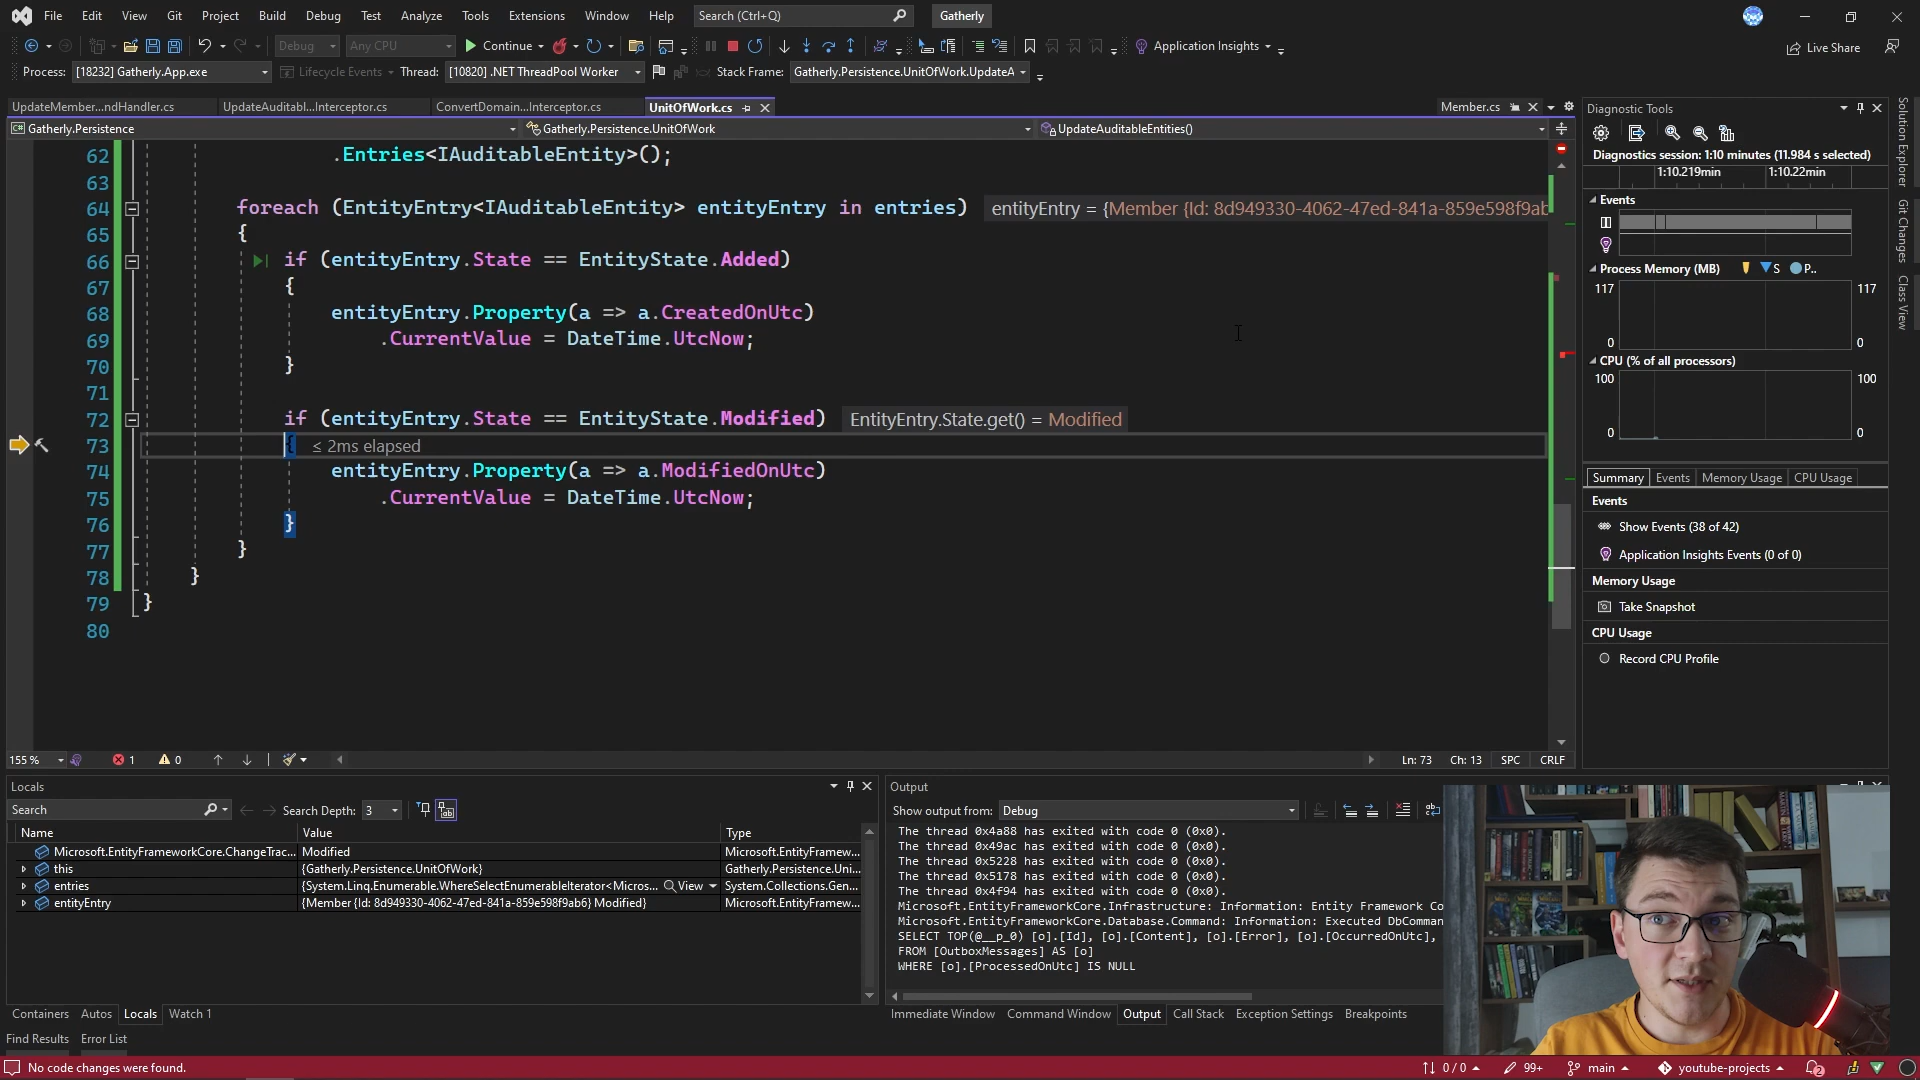 File Edit View Git Project Build Debug Test Analyze Tools Extensions Window Help Search (Ctrl+Q) Gatherly
Debug Any CPU Continue Application Insights Live Share
Process: [18232] Gatherly.App.exe Lifecycle Events Thread: [10820] .NET ThreadPool Worker Stack Frame: Gatherly.Persistence.UnitOfWork.UpdateA
UpdateMember...ndHandler.cs UpdateAuditabl...Interceptor.cs ConvertDomain...Interceptor.cs UnitOfWork.cs Member.cs
Gatherly.Persistence Gatherly.Persistence.UnitOfWork UpdateAuditableEntities()
62 .Entries<IAuditableEntity>();
63
64 foreach (EntityEntry<IAuditableEntity> entityEntry in entries) entityEntry = {Member {Id: 8d949330-4062-47ed-841a-859e598f9ab
65 {
66 if (entityEntry.State == EntityState.Added)
67 {
68 entityEntry.Property(a => a.CreatedOnUtc)
69 .CurrentValue = DateTime.UtcNow;
70 }
71
72 if (entityEntry.State == EntityState.Modified) EntityEntry.State.get() = Modified
73 { ≤ 2ms elapsed
74 entityEntry.Property(a => a.ModifiedOnUtc)
75 .CurrentValue = DateTime.UtcNow;
76 }
77 }
78 }
79 }
80
155 % 1 0 Ln: 73 Ch: 13 SPC CRLF
Diagnostic Tools
Diagnostics session: 1:10 minutes (11.984 s selected)
1:10.219min 1:10.22min
Events
Process Memory (MB) S P..
117 117
0 0
CPU (% of all processors)
100 100
0 0
Summary Events Memory Usage CPU Usage
Events
Show Events (38 of 42)
Application Insights Events (0 of 0)
Memory Usage
Take Snapshot
CPU Usage
Record CPU Profile
Solution Explorer
Git Changes
Class View
Locals
Search Search Depth: 3
Name Value Type
Microsoft.EntityFrameworkCore.ChangeTrac... Modified Microsoft.EntityFramew...
this {Gatherly.Persistence.UnitOfWork} Gatherly.Persistence.Uni...
entries {System.Linq.Enumerable.WhereSelectEnumerableIterator<Micros... View System.Collections.Gen...
entityEntry {Member {Id: 8d949330-4062-47ed-841a-859e598f9ab6} Modified} Microsoft.EntityFramew...
Containers Autos Locals Watch 1
Output
Show output from: Debug
The thread 0x4a88 has exited with code 0 (0x0).
The thread 0x49ac has exited with code 0 (0x0).
The thread 0x5228 has exited with code 0 (0x0).
The thread 0x5178 has exited with code 0 (0x0).
The thread 0x4f94 has exited with code 0 (0x0).
Microsoft.EntityFrameworkCore.Infrastructure: Information: Entity Framework Co
Microsoft.EntityFrameworkCore.Database.Command: Information: Executed DbComman
SELECT TOP(@__p_0) [o].[Id], [o].[Content], [o].[Error], [o].[OccurredOnUtc],
FROM [OutboxMessages] AS [o]
WHERE [o].[ProcessedOnUtc] IS NULL
Immediate Window Command Window Output Call Stack Exception Settings Breakpoints
Find Results Error List
No code changes were found. 0 / 0 99+ main youtube-projects 2